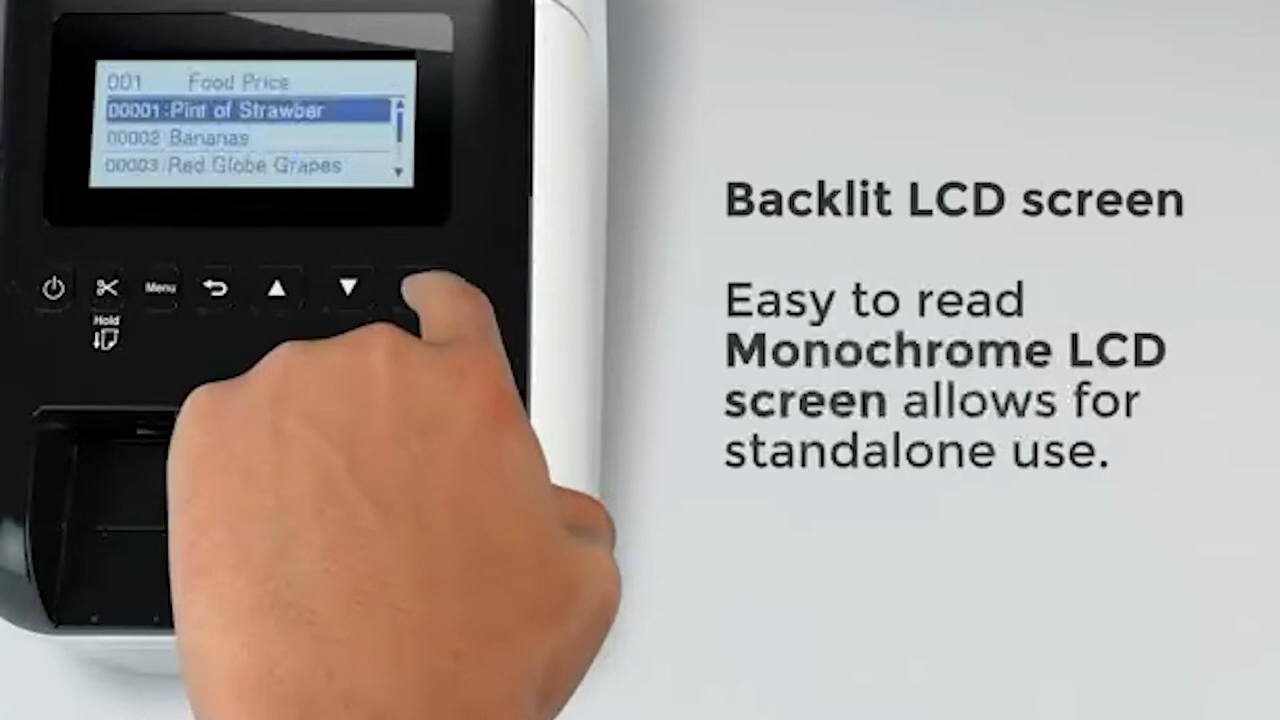 001 Food Price
00001:Pint of Strawber
00002 Bananas
00003 Red Globe Grapes
Menu
Hold
Backlit LCD screen
Easy to read
Monochrome LCD
screen allows for
standalone use.